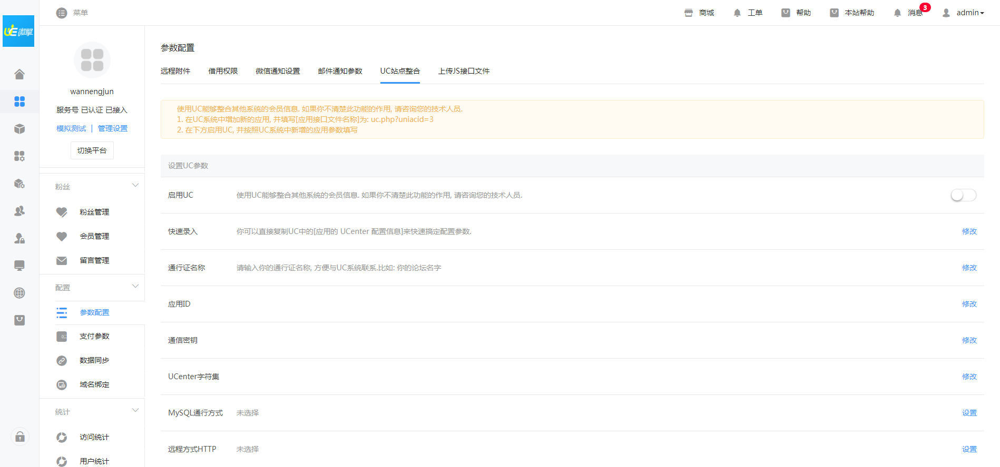 菜单
商城
工单
帮助
本站帮助
消息
3
admin
UE微擎
wannengjun
服务号 已认证 已接入
模拟测试 | 管理设置
切换平台
粉丝
粉丝管理
会员管理
留言管理
配置
参数配置
支付参数
数据同步
域名绑定
统计
访问统计
用户统计
参数配置
远程附件
借用权限
微信通知设置
邮件通知参数
UC站点整合
上传JS接口文件
使用UC能够整合其他系统的会员信息. 如果你不清楚此功能的作用, 请咨询您的技术人员.
1. 在UC系统中增加新的应用, 并填写[应用接口文件名称]为: uc.php?uniacid=3
2. 在下方启用UC, 并按照UC系统中新增的应用参数填写
设置UC参数
启用UC 使用UC能够整合其他系统的会员信息. 如果你不清楚此功能的作用, 请咨询您的技术人员.
快速录入 你可以直接复制UC中的[应用的 UCenter 配置信息]来快速搞定配置参数. 修改
通行证名称 请输入你的通行证名称, 方便与UC系统联系.比如: 你的论坛名字 修改
应用ID 修改
通信密钥 修改
UCenter字符集 修改
MySQL通行方式 未选择 设置
远程方式HTTP 未选择 设置